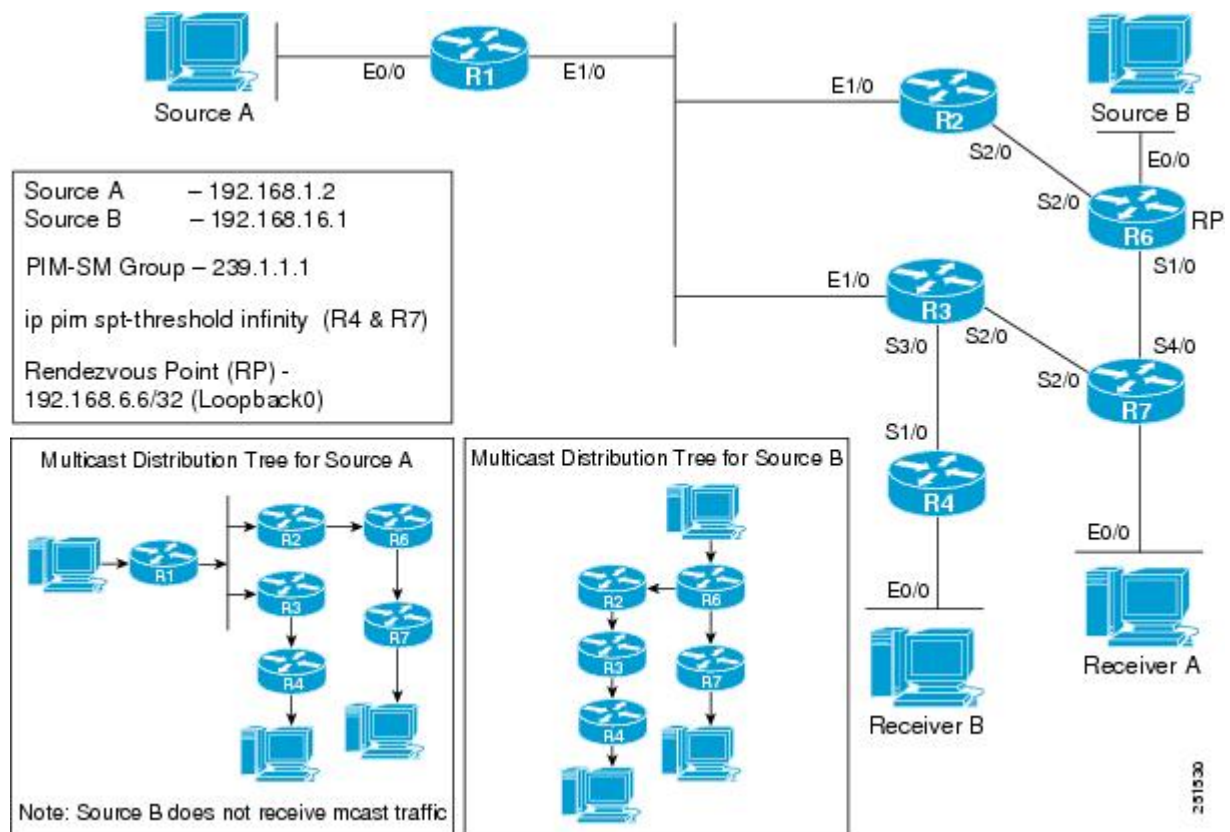 Source A
E0/0
R1
E1/0
E1/0
R2
S2/0
Source B
E0/0
S2/0
R6
RP
S1/0
Source A – 192.168.1.2
Source B – 192.168.16.1
PIM-SM Group – 239.1.1.1
ip pim spt-threshold infinity (R4 & R7)
Rendezvous Point (RP) -
192.168.6.6/32 (Loopback0)
E1/0
R3
S3/0
S2/0
S4/0
S2/0
R7
S1/0
R4
E0/0
E0/0
Receiver B
Receiver A
Multicast Distribution Tree for Source A
R1
R2
R6
R3
R7
R4
Note: Source B does not receive mcast traffic
Multicast Distribution Tree for Source B
R2
R6
R3
R7
R4
251530